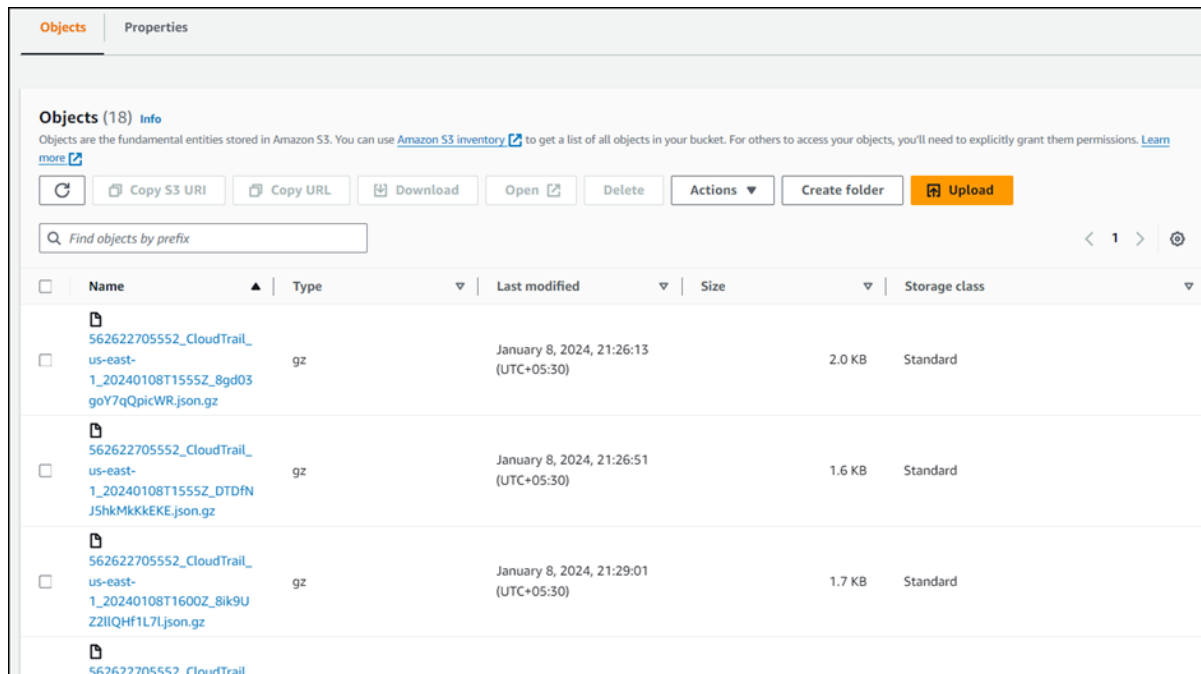 Objects
Properties
Objects (18) Info
Objects are the fundamental entities stored in Amazon S3. You can use Amazon S3 inventory to get a list of all objects in your bucket. For others to access your objects, you'll need to explicitly grant them permissions. Learn
more
Copy S3 URI
Copy URL
Download
Open
Delete
Actions
Create folder
Upload
Find objects by prefix
1
Name
Type
Last modified
Size
Storage class
562622705552_CloudTrail_
us-east-
1_20240108T1555Z_8gd03
goY7qQpicWR.json.gz
gz
January 8, 2024, 21:26:13
(UTC+05:30)
2.0 KB
Standard
562622705552_CloudTrail_
us-east-
1_20240108T1555Z_DTDfN
J5hkMkKkEKE.json.gz
gz
January 8, 2024, 21:26:51
(UTC+05:30)
1.6 KB
Standard
562622705552_CloudTrail_
us-east-
1_20240108T1600Z_8ik9U
Z2llQHf1L7l.json.gz
gz
January 8, 2024, 21:29:01
(UTC+05:30)
1.7 KB
Standard
562622705552_CloudTrail